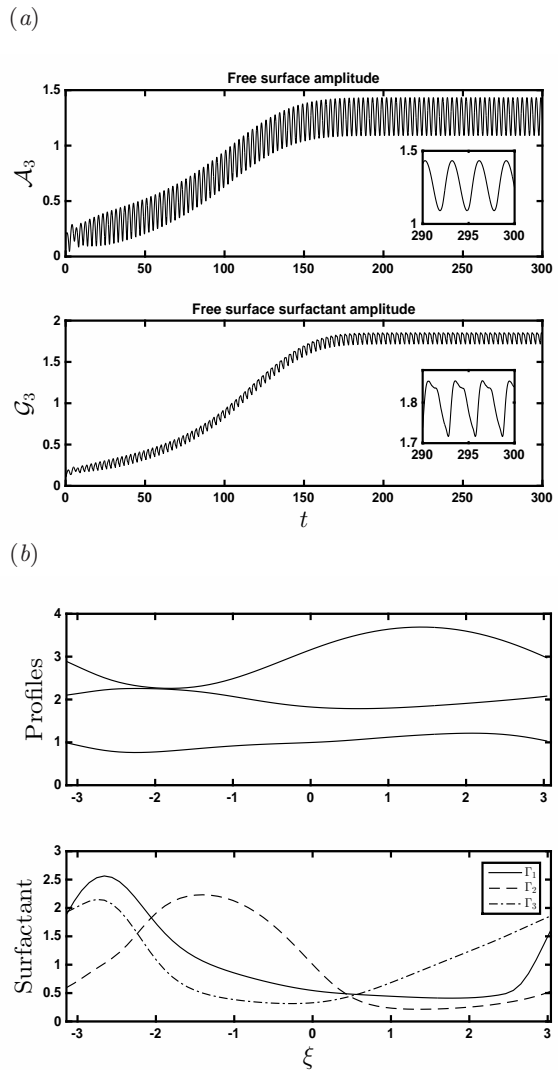 (a)
Free surface amplitude
1.5
1
0.5
0
𝒜₃
0 50 100 150 200 250 300
1.5
1
290 295 300
Free surface surfactant amplitude
2
1.5
1
0.5
0
𝒢₃
0 50 100 150 200 250 300
1.8
1.7
290 295 300
t
(b)
4
3
2
1
0
Profiles
-3 -2 -1 0 1 2 3
3
2.5
2
1.5
1
0.5
0
Surfactant
Γ₁
Γ₂
Γ₃
-3 -2 -1 0 1 2 3
ξ